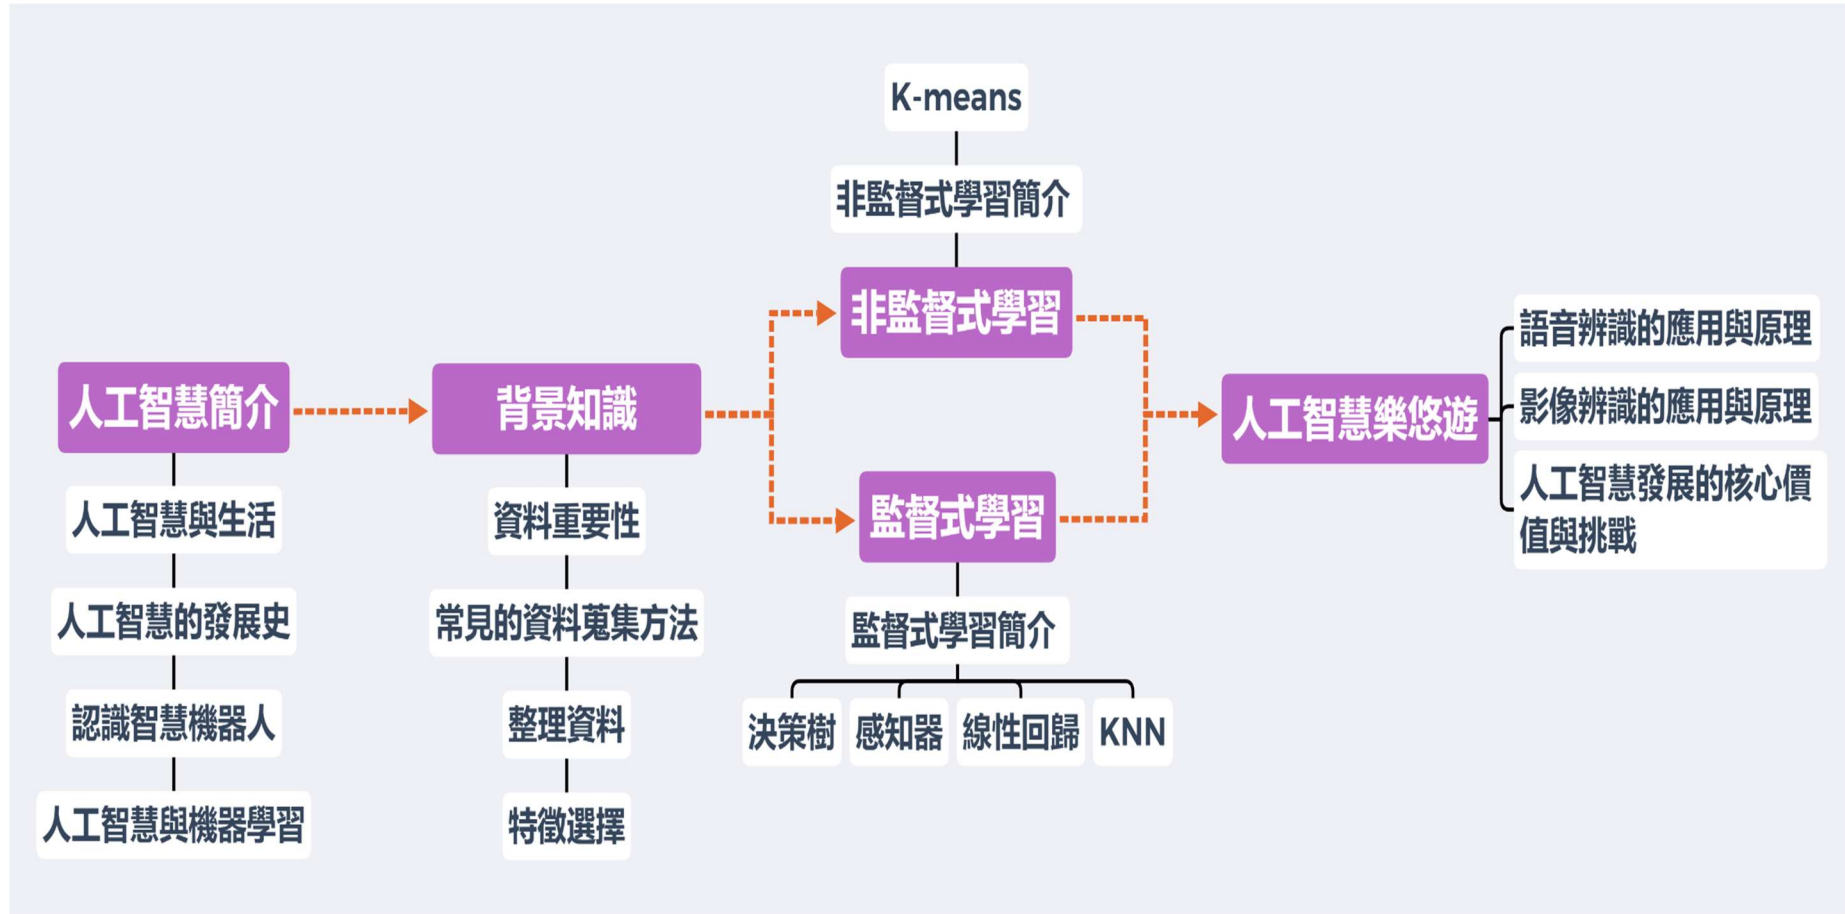 人工智慧簡介
人工智慧與生活
人工智慧的發展史
認識智慧機器人
人工智慧與機器學習
背景知識
資料重要性
常見的資料蒐集方法
整理資料
特徵選擇
K-means
非監督式學習簡介
非監督式學習
監督式學習
監督式學習簡介
決策樹
感知器
線性回歸
KNN
人工智慧樂悠遊
語音辨識的應用與原理
影像辨識的應用與原理
人工智慧發展的核心價
值與挑戰